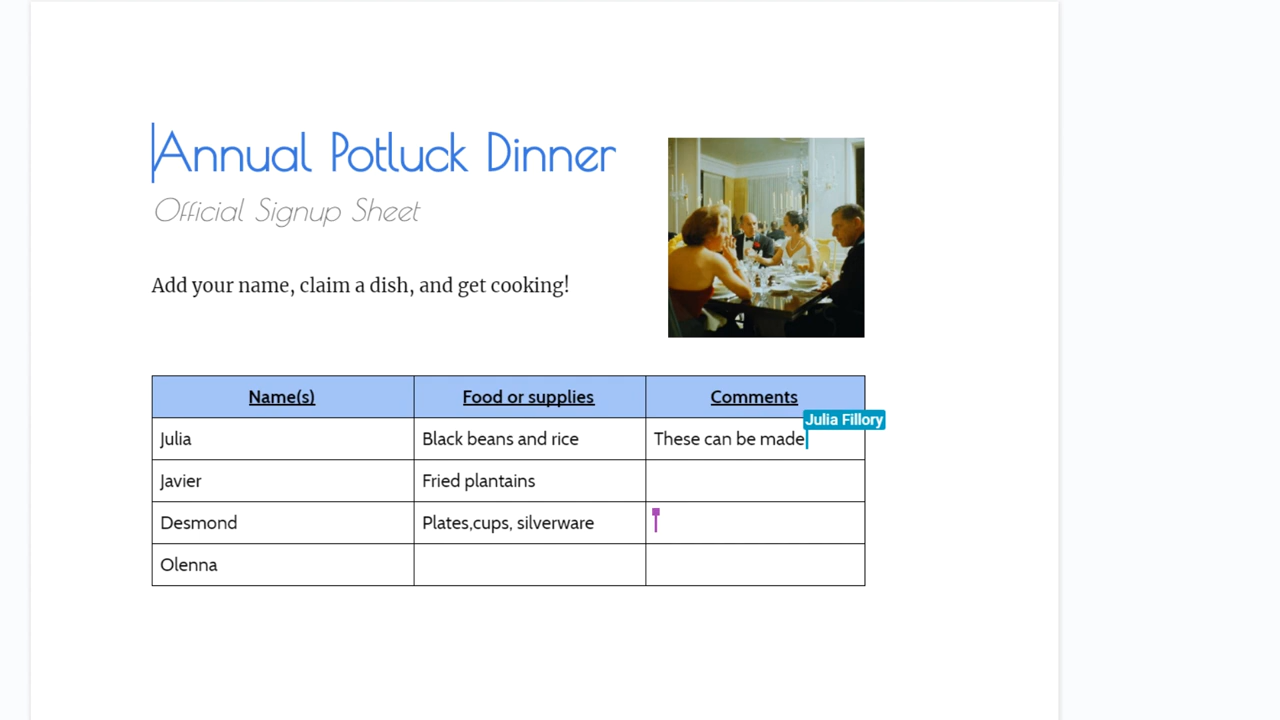 Annual Potluck Dinner
Official Signup Sheet
Add your name, claim a dish, and get cooking!
Name(s) Food or supplies Comments
Julia Fillory
Julia Black beans and rice These can be made
Javier Fried plantains
Desmond Plates,cups, silverware
Olenna